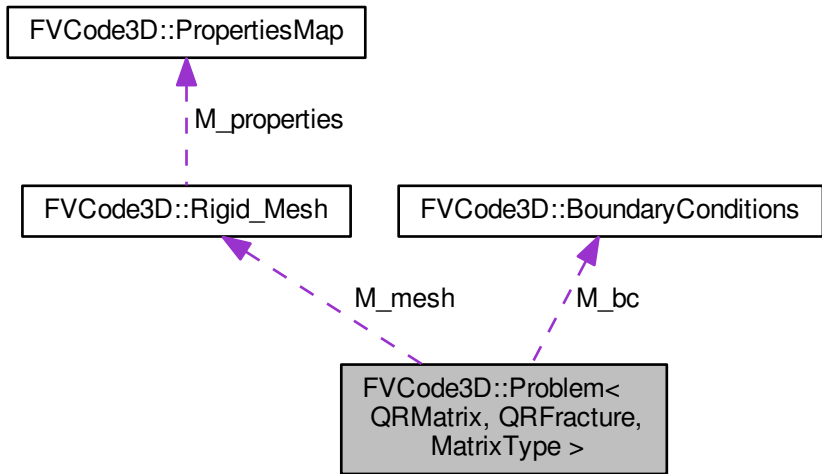 FVCode3D::PropertiesMap
M_properties
FVCode3D::Rigid_Mesh
FVCode3D::BoundaryConditions
M_mesh
M_bc
FVCode3D::Problem<
QRMatrix, QRFracture,
MatrixType >